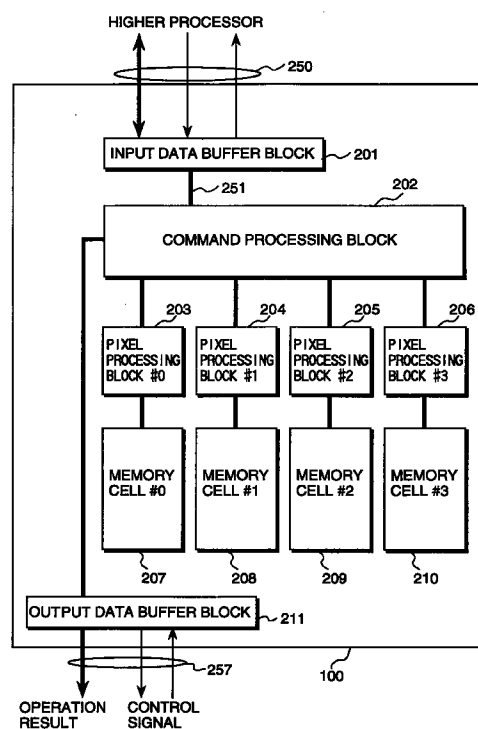 HIGHER PROCESSOR
250
INPUT DATA BUFFER BLOCK
201
251
202
COMMAND PROCESSING BLOCK
203
204
205
206
PIXEL
PROCESSING
BLOCK #0
PIXEL
PROCESSING
BLOCK #1
PIXEL
PROCESSING
BLOCK #2
PIXEL
PROCESSING
BLOCK #3
MEMORY
CELL #0
MEMORY
CELL #1
MEMORY
CELL #2
MEMORY
CELL #3
207
208
209
210
OUTPUT DATA BUFFER BLOCK
211
257
100
OPERATION
RESULT
CONTROL
SIGNAL